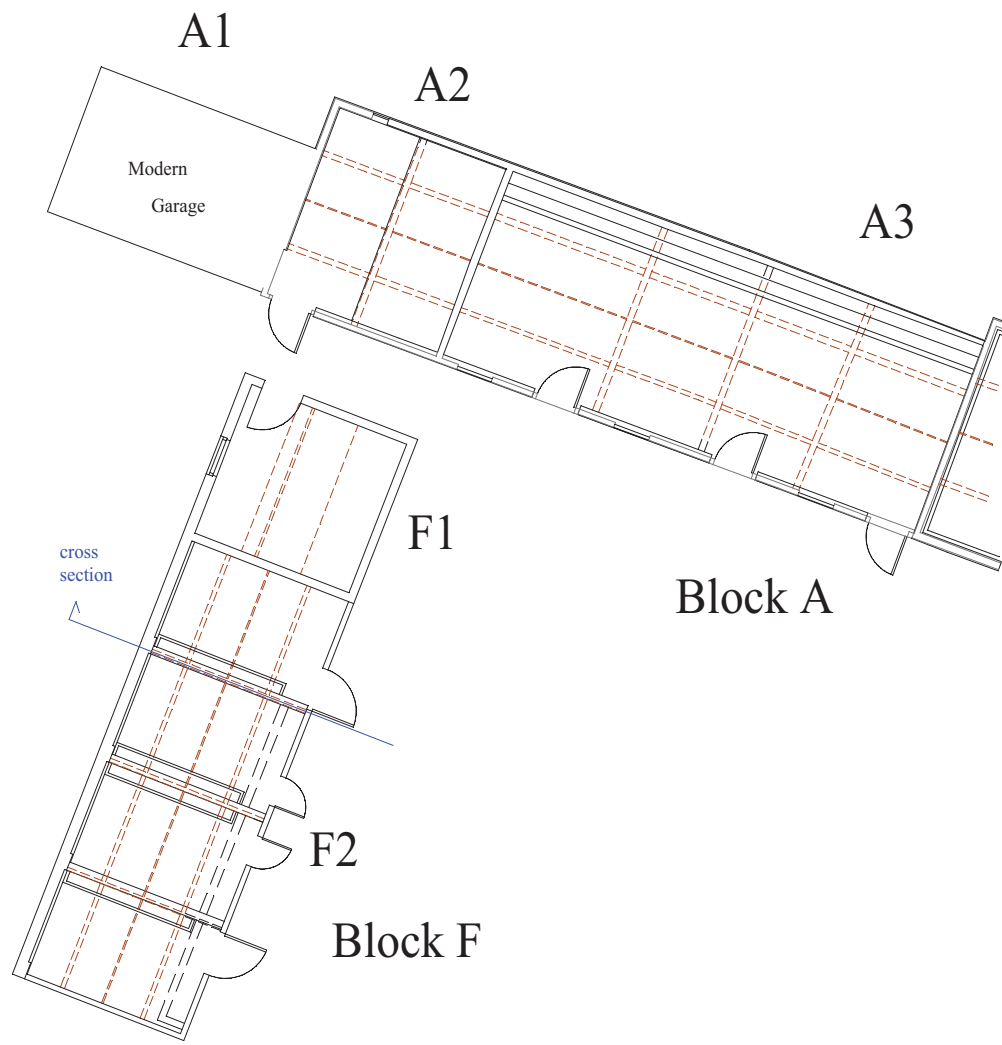 A1
A2
Modern
Garage
A3
F1
cross
section
Block A
F2
Block F